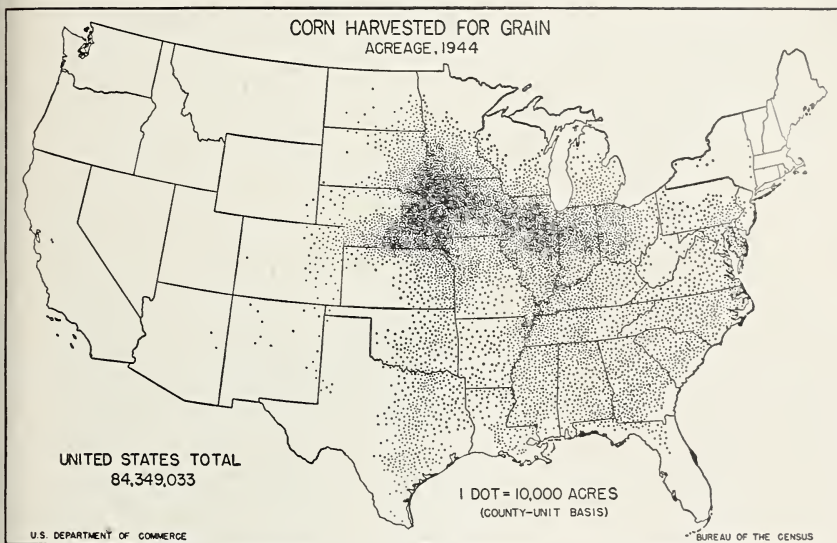 CORN HARVESTED FOR GRAIN
ACREAGE, 1944
UNITED STATES TOTAL
84,349,033
1 DOT = 10,000 ACRES
(COUNTY-UNIT BASIS)
U.S. DEPARTMENT OF COMMERCE
BUREAU OF THE CENSUS